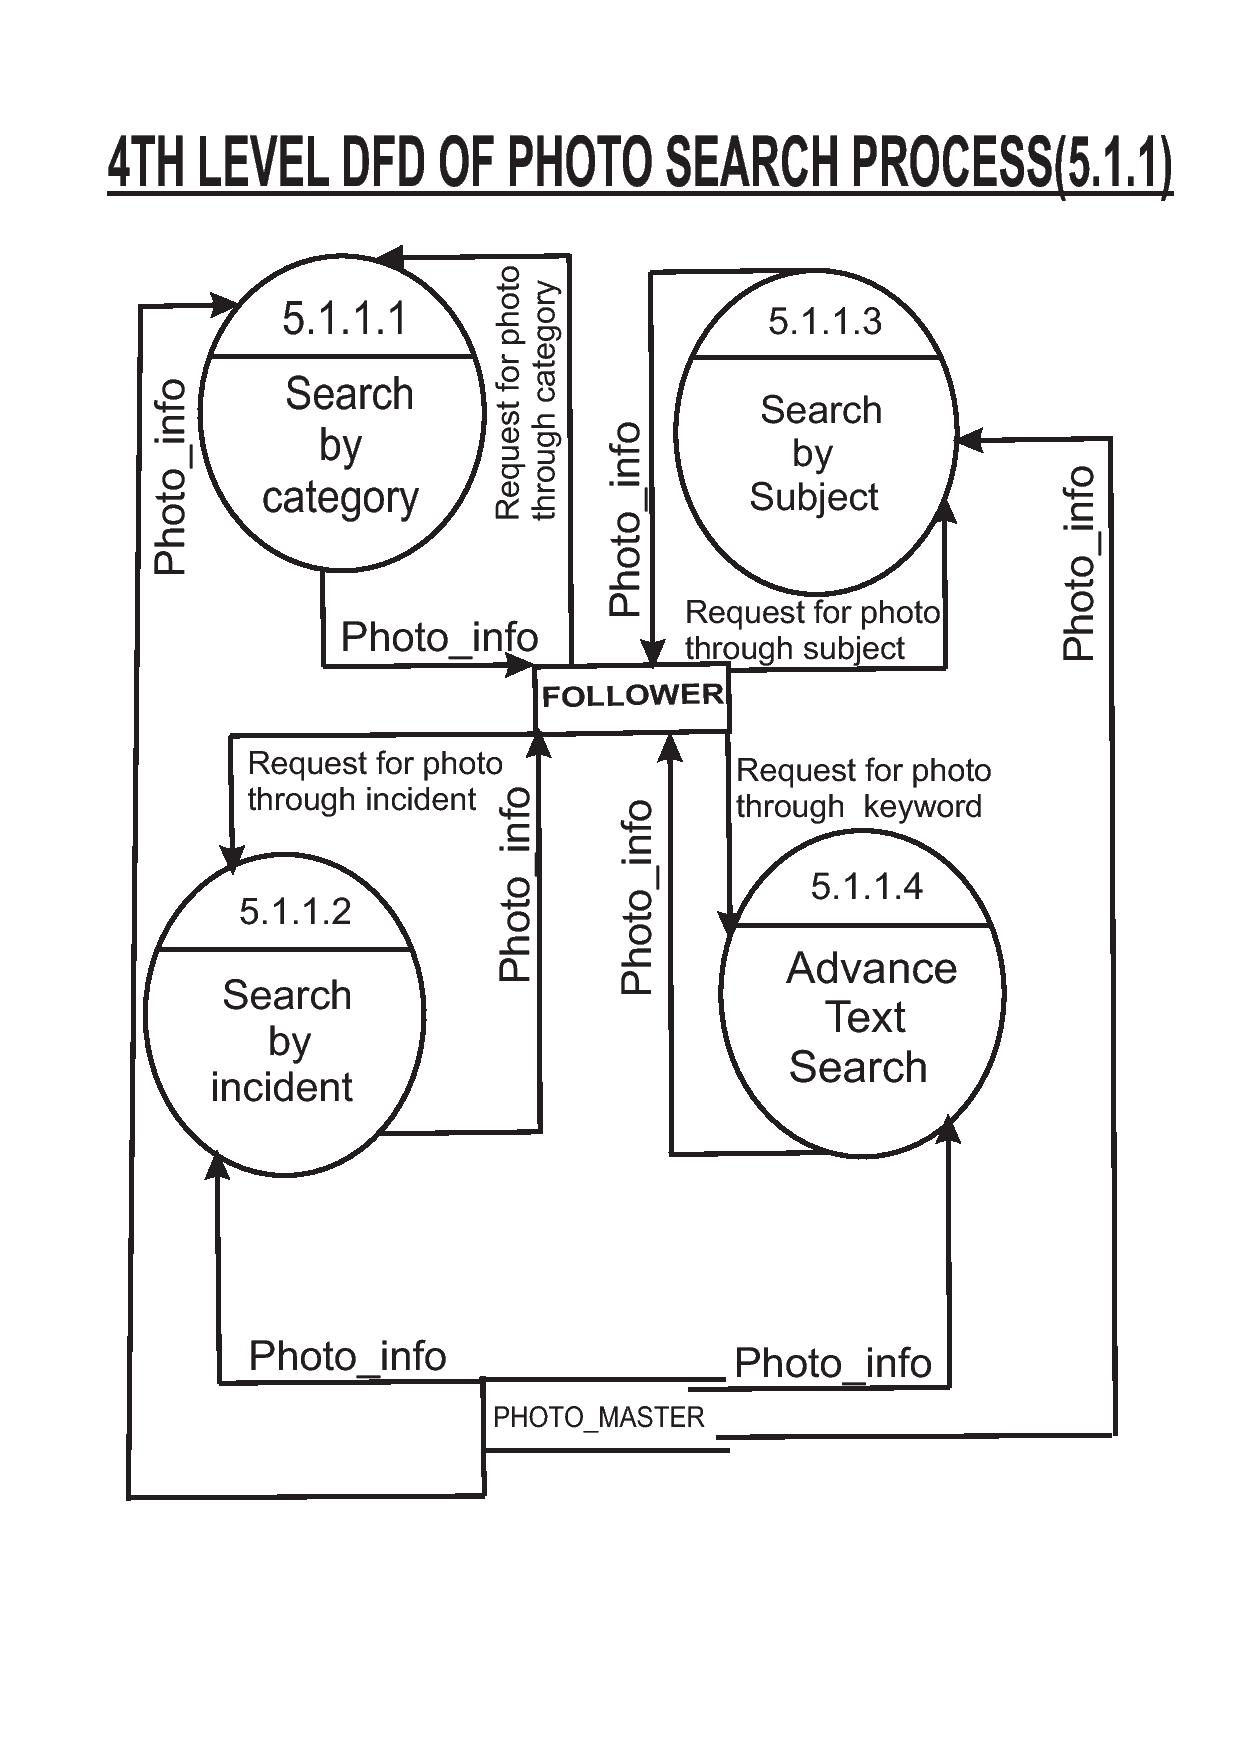 4TH LEVEL DFD OF PHOTO SEARCH PROCESS(5.1.1)
5.1.1.1
Search
by
category
Photo_info
Request for photo
through category
Photo_info
5.1.1.3
Search
by
Subject
Photo_info
Request for photo
through subject
Photo_info
FOLLOWER
Request for photo
through incident
Photo_info
5.1.1.2
Search
by
incident
Photo_info
Request for photo
through keyword
5.1.1.4
Advance
Text
Search
Photo_info
Photo_info
PHOTO_MASTER